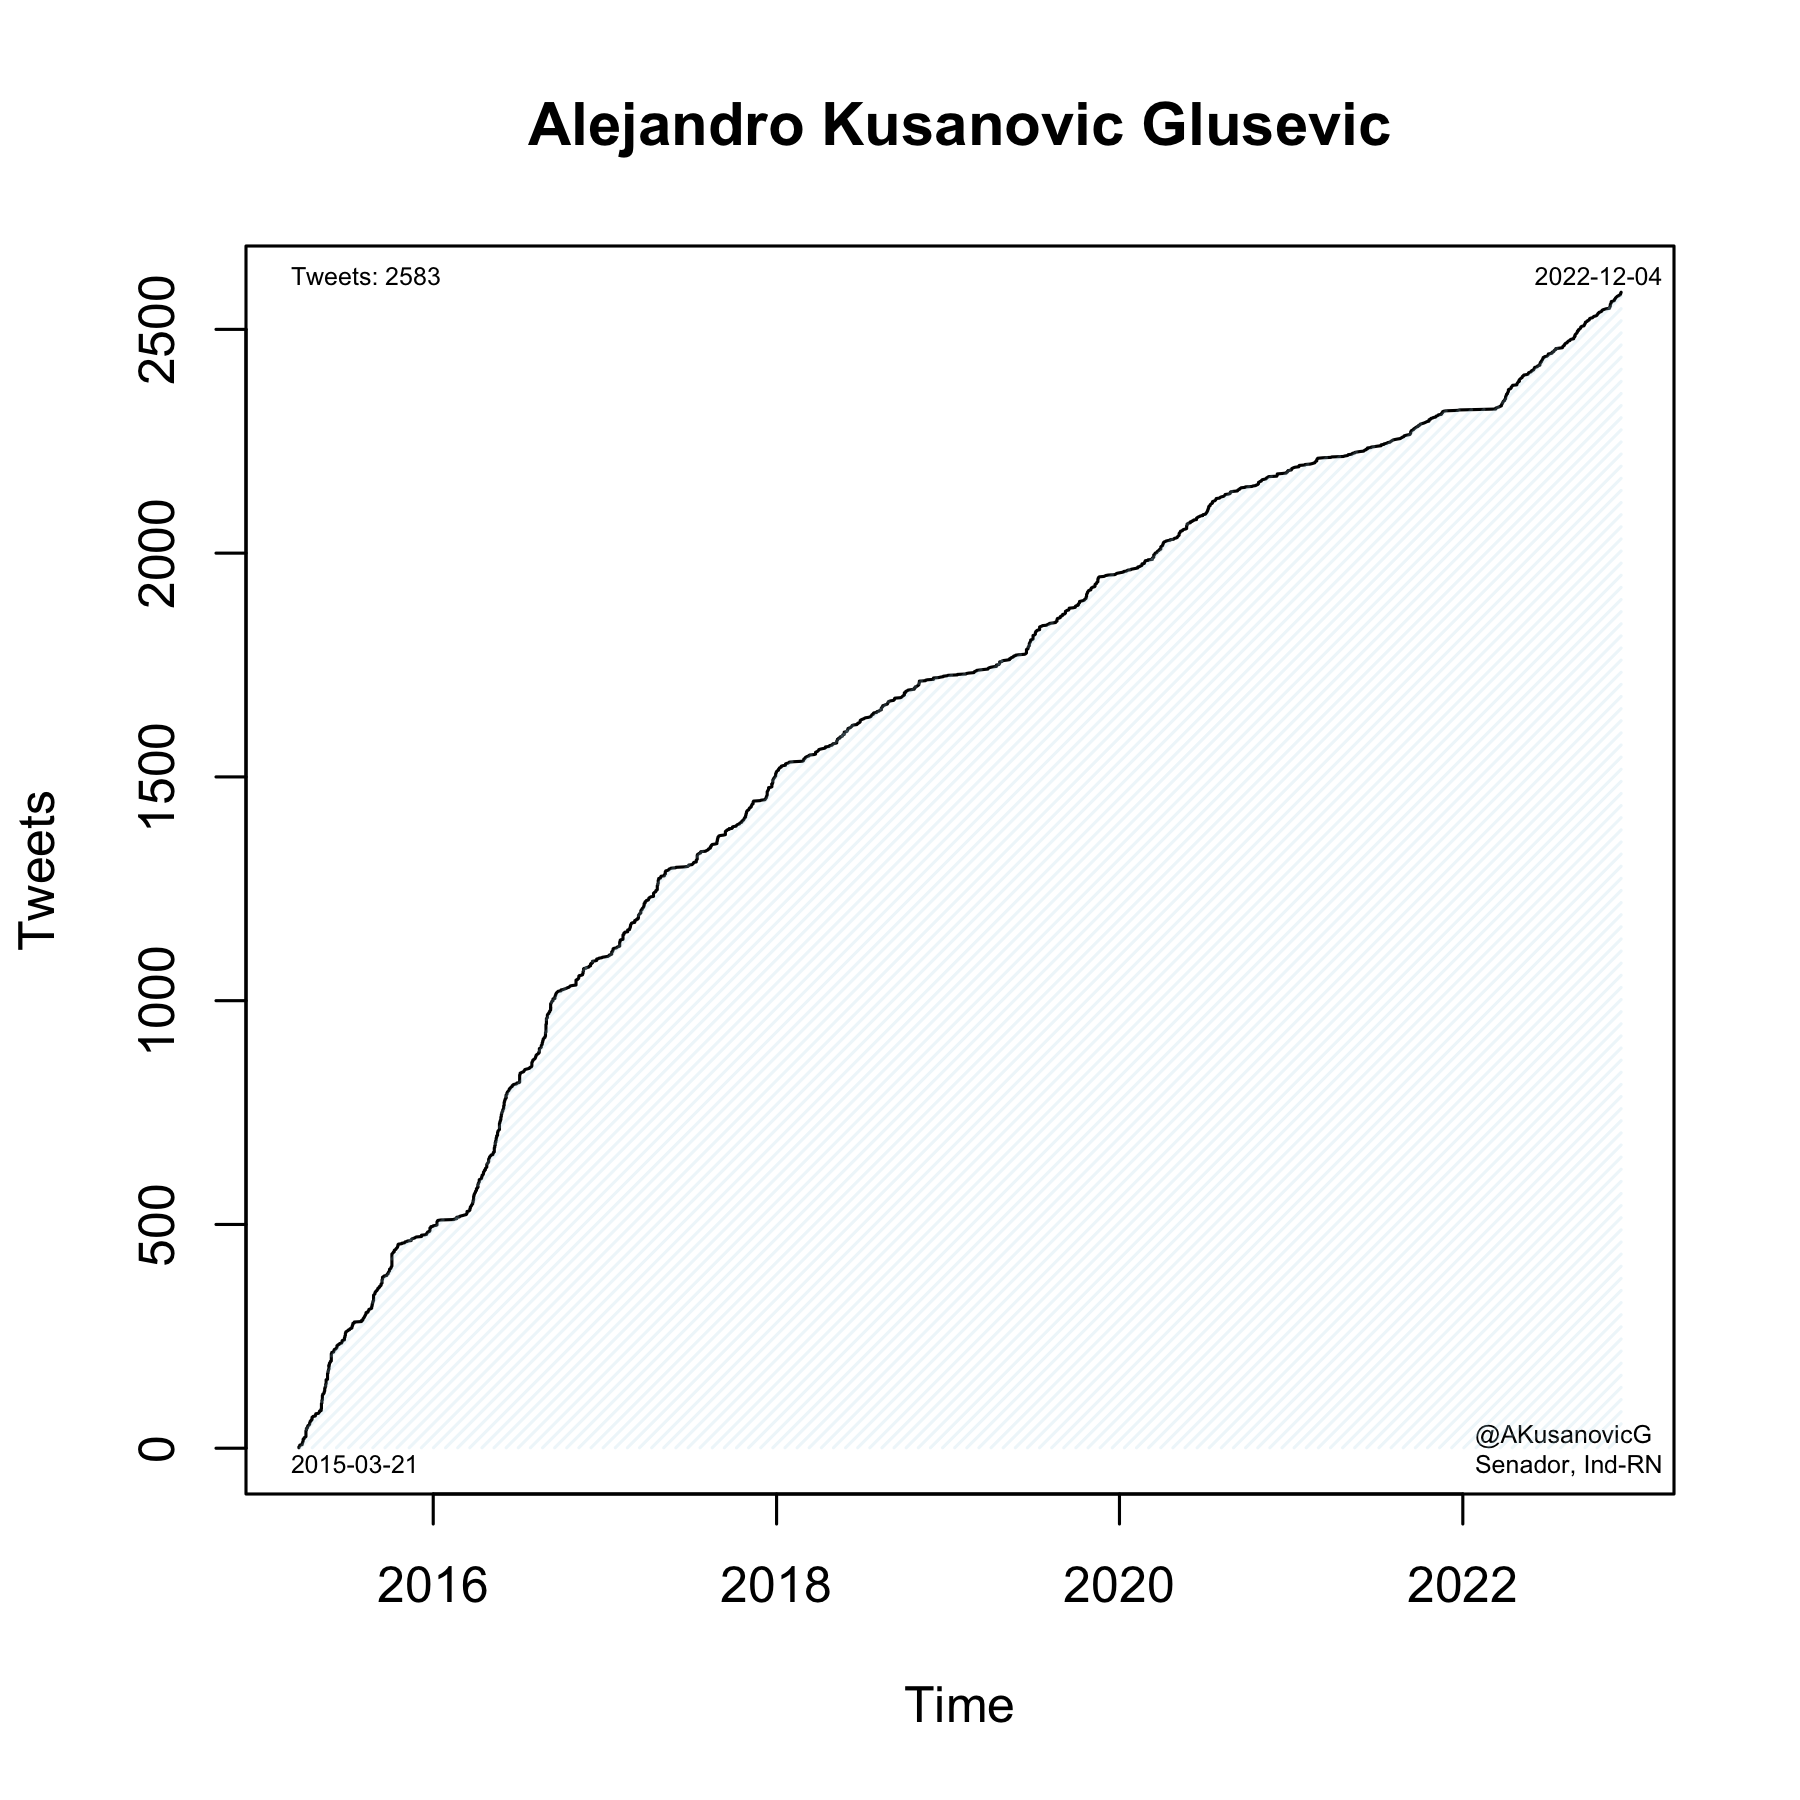 Alejandro Kusanovic Glusevic
Tweets: 2583
2022-12-04
2500
2000
1500
1000
500
0
Tweets
@AKusanovicG
Senador, Ind-RN
2015-03-21
2016
2018
2020
2022
Time